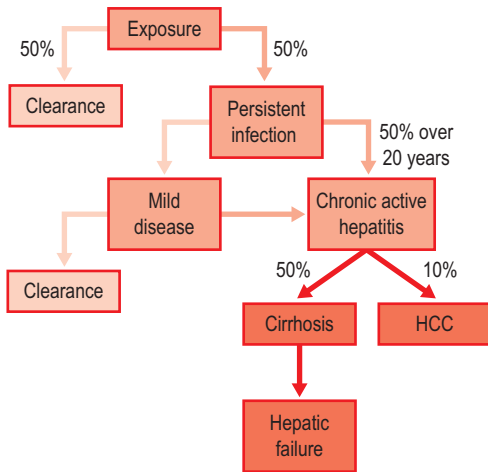 Exposure
50%
50%
Clearance
Persistent
infection
50% over
20 years
Mild
disease
Chronic active
hepatitis
Clearance
50%
10%
Cirrhosis
HCC
Hepatic
failure